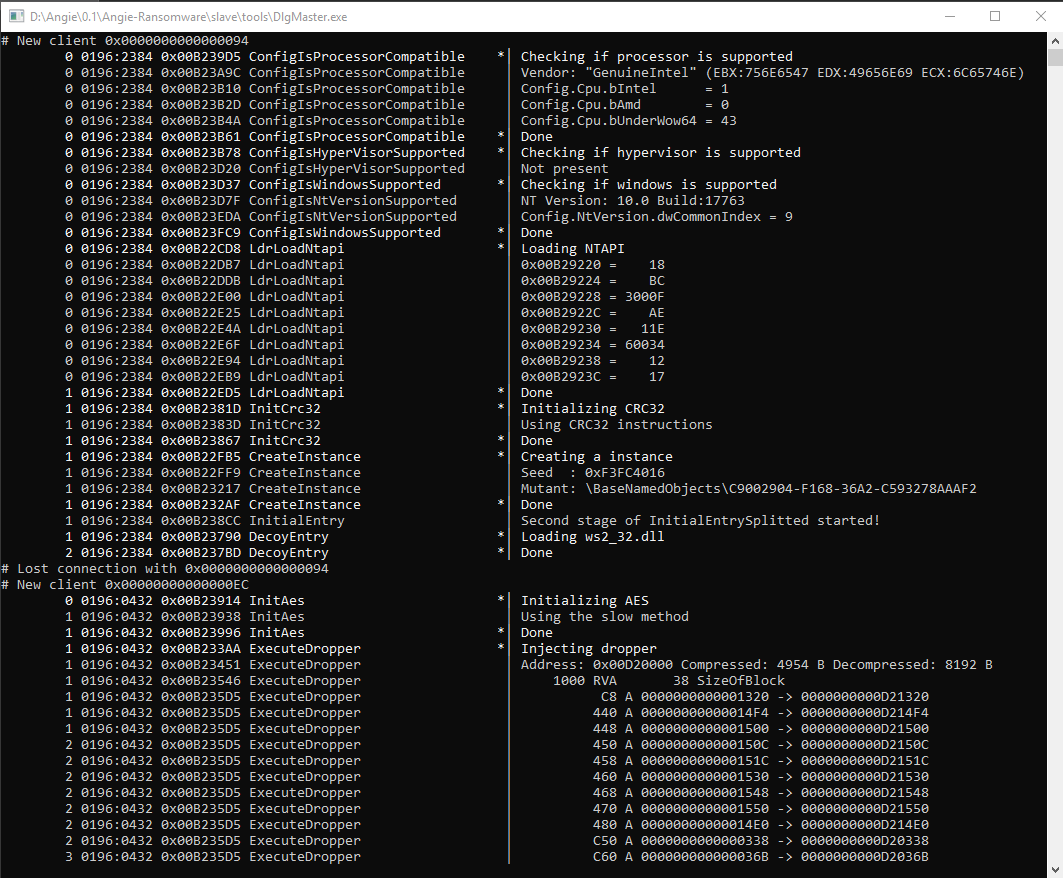 D:\Angie\0.1\Angie-Ransomware\slave\tools\DlgMaster.exe
# New client 0x0000000000000094
0 0196:2384 0x00B239D5 ConfigIsProcessorCompatible * | Checking if processor is supported
0 0196:2384 0x00B23A9C ConfigIsProcessorCompatible | Vendor: "GenuineIntel" (EBX:756E6547 EDX:49656E69 ECX:6C65746E)
0 0196:2384 0x00B23B10 ConfigIsProcessorCompatible | Config.Cpu.bIntel = 1
0 0196:2384 0x00B23B2D ConfigIsProcessorCompatible | Config.Cpu.bAmd = 0
0 0196:2384 0x00B23B4A ConfigIsProcessorCompatible | Config.Cpu.bUnderWow64 = 43
0 0196:2384 0x00B23B61 ConfigIsProcessorCompatible * | Done
0 0196:2384 0x00B23B78 ConfigIsHyperVisorSupported * | Checking if hypervisor is supported
0 0196:2384 0x00B23D20 ConfigIsHyperVisorSupported | Not present
0 0196:2384 0x00B23D37 ConfigIsWindowsSupported * | Checking if windows is supported
0 0196:2384 0x00B23D7F ConfigIsNtVersionSupported | NT Version: 10.0 Build:17763
0 0196:2384 0x00B23EDA ConfigIsNtVersionSupported | Config.NtVersion.dwCommonIndex = 9
0 0196:2384 0x00B23FC9 ConfigIsWindowsSupported * | Done
0 0196:2384 0x00B22CD8 LdrLoadNtapi * | Loading NTAPI
0 0196:2384 0x00B22DB7 LdrLoadNtapi | 0x00B29220 = 18
0 0196:2384 0x00B22DDB LdrLoadNtapi | 0x00B29224 = BC
0 0196:2384 0x00B22E00 LdrLoadNtapi | 0x00B29228 = 3000F
0 0196:2384 0x00B22E25 LdrLoadNtapi | 0x00B2922C = AE
0 0196:2384 0x00B22E4A LdrLoadNtapi | 0x00B29230 = 11E
0 0196:2384 0x00B22E6F LdrLoadNtapi | 0x00B29234 = 60034
0 0196:2384 0x00B22E94 LdrLoadNtapi | 0x00B29238 = 12
0 0196:2384 0x00B22EB9 LdrLoadNtapi | 0x00B2923C = 17
1 0196:2384 0x00B22ED5 LdrLoadNtapi * | Done
1 0196:2384 0x00B2381D InitCrc32 * | Initializing CRC32
1 0196:2384 0x00B2383D InitCrc32 | Using CRC32 instructions
1 0196:2384 0x00B23867 InitCrc32 * | Done
1 0196:2384 0x00B22FB5 CreateInstance * | Creating a instance
1 0196:2384 0x00B22FF9 CreateInstance | Seed : 0xF3FC4016
1 0196:2384 0x00B23217 CreateInstance | Mutant: \BaseNamedObjects\C9002904-F168-36A2-C593278AAAF2
1 0196:2384 0x00B232AF CreateInstance * | Done
1 0196:2384 0x00B238CC InitialEntry | Second stage of InitialEntrySplitted started!
1 0196:2384 0x00B23790 DecoyEntry * | Loading ws2_32.dll
2 0196:2384 0x00B237BD DecoyEntry * | Done
# Lost connection with 0x0000000000000094
# New client 0x00000000000000EC
0 0196:0432 0x00B23914 InitAes * | Initializing AES
1 0196:0432 0x00B23938 InitAes | Using the slow method
1 0196:0432 0x00B23996 InitAes * | Done
1 0196:0432 0x00B233AA ExecuteDropper * | Injecting dropper
1 0196:0432 0x00B23451 ExecuteDropper | Address: 0x00D20000 Compressed: 4954 B Decompressed: 8192 B
1 0196:0432 0x00B23546 ExecuteDropper | 1000 RVA 38 SizeOfBlock
1 0196:0432 0x00B235D5 ExecuteDropper | C8 A 0000000000001320 -> 0000000000D21320
1 0196:0432 0x00B235D5 ExecuteDropper | 440 A 00000000000014F4 -> 0000000000D214F4
1 0196:0432 0x00B235D5 ExecuteDropper | 448 A 0000000000001500 -> 0000000000D21500
2 0196:0432 0x00B235D5 ExecuteDropper | 450 A 000000000000150C -> 0000000000D2150C
2 0196:0432 0x00B235D5 ExecuteDropper | 458 A 000000000000151C -> 0000000000D2151C
2 0196:0432 0x00B235D5 ExecuteDropper | 460 A 0000000000001530 -> 0000000000D21530
2 0196:0432 0x00B235D5 ExecuteDropper | 468 A 0000000000001548 -> 0000000000D21548
2 0196:0432 0x00B235D5 ExecuteDropper | 470 A 0000000000001550 -> 0000000000D21550
2 0196:0432 0x00B235D5 ExecuteDropper | 480 A 00000000000014E0 -> 0000000000D214E0
2 0196:0432 0x00B235D5 ExecuteDropper | C50 A 0000000000000338 -> 0000000000D20338
3 0196:0432 0x00B235D5 ExecuteDropper | C60 A 000000000000036B -> 0000000000D2036B